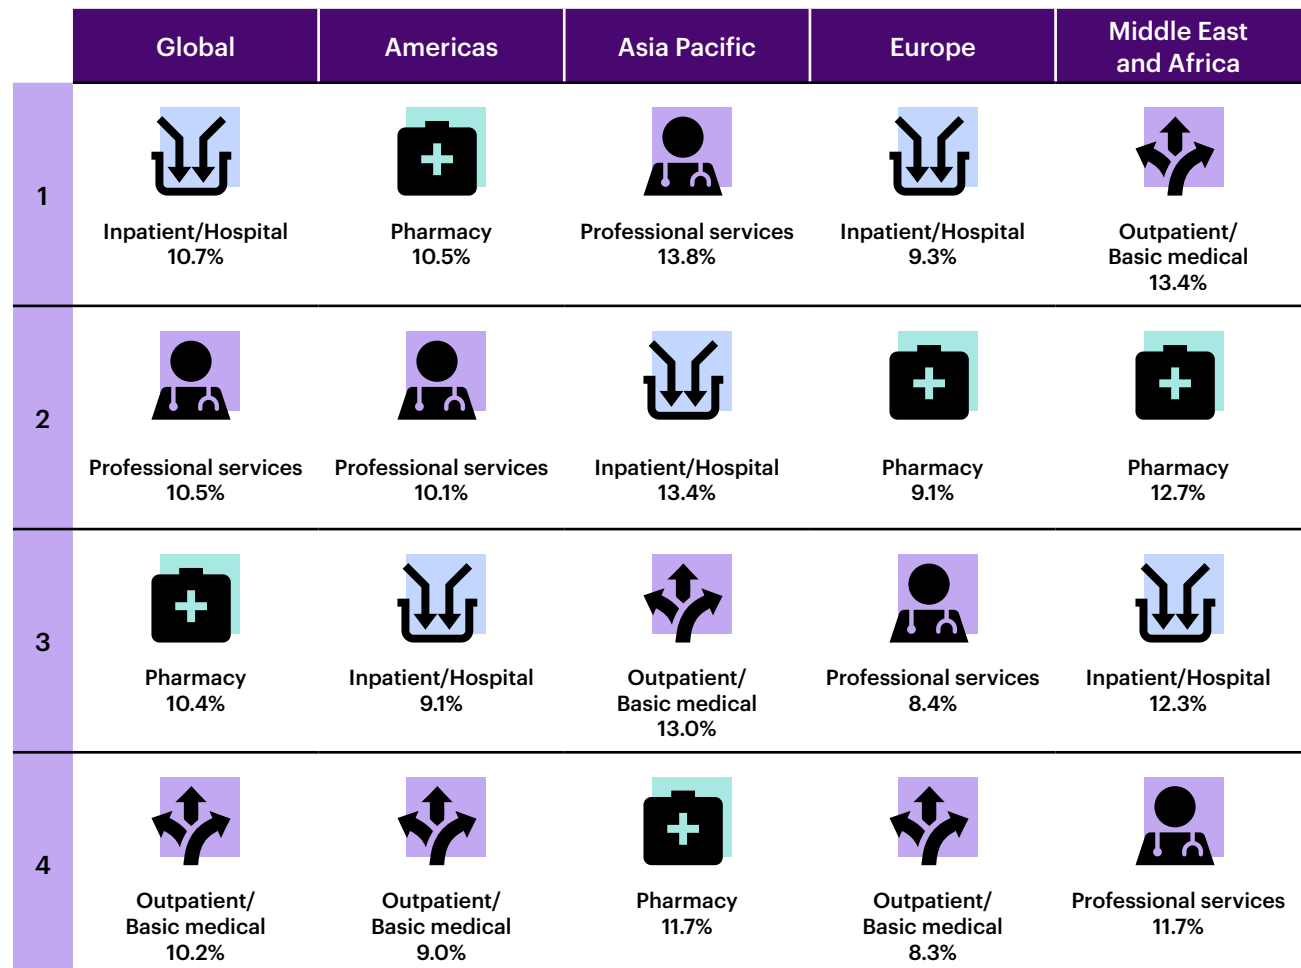 Global
Americas
Asia Pacific
Europe
Middle East
and Africa
1
Inpatient/Hospital
10.7%
Pharmacy
10.5%
Professional services
13.8%
Inpatient/Hospital
9.3%
Outpatient/
Basic medical
13.4%
2
Professional services
10.5%
Professional services
10.1%
Inpatient/Hospital
13.4%
Pharmacy
9.1%
Pharmacy
12.7%
3
Pharmacy
10.4%
Inpatient/Hospital
9.1%
Outpatient/
Basic medical
13.0%
Professional services
8.4%
Inpatient/Hospital
12.3%
4
Outpatient/
Basic medical
10.2%
Outpatient/
Basic medical
9.0%
Pharmacy
11.7%
Outpatient/
Basic medical
8.3%
Professional services
11.7%